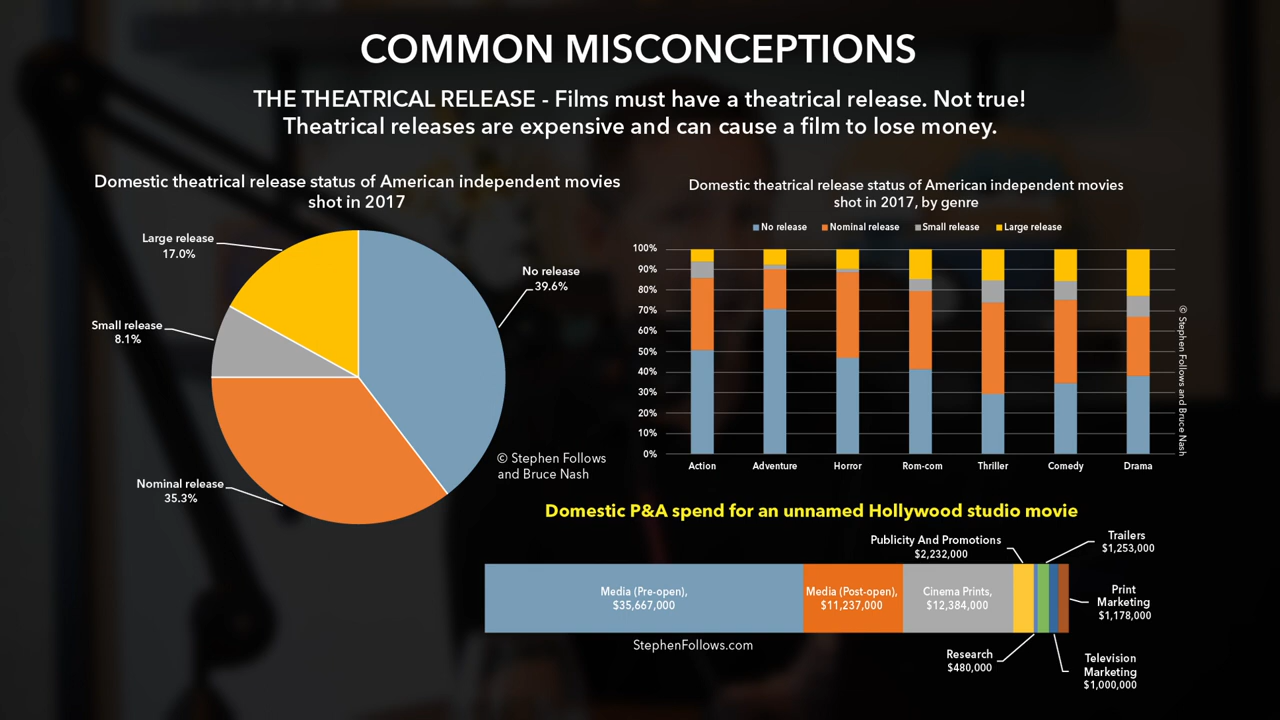 COMMON MISCONCEPTIONS
THE THEATRICAL RELEASE - Films must have a theatrical release. Not true!
Theatrical releases are expensive and can cause a film to lose money.
Domestic theatrical release status of American independent movies
shot in 2017
Large release
17.0%
No release
39.6%
Small release
8.1%
Nominal release
35.3%
© Stephen Follows
and Bruce Nash
Domestic theatrical release status of American independent movies
shot in 2017, by genre
No release Nominal release Small release Large release
100%
90%
80%
70%
60%
50%
40%
30%
20%
10%
0%
Action Adventure Horror Rom-com Thriller Comedy Drama
© Stephen Follows and Bruce Nash
Domestic P&A spend for an unnamed Hollywood studio movie
Publicity And Promotions
$2,232,000
Trailers
$1,253,000
Media (Pre-open),
$35,667,000
Media (Post-open),
$11,237,000
Cinema Prints,
$12,384,000
Print
Marketing
$1,178,000
StephenFollows.com
Research
$480,000
Television
Marketing
$1,000,000